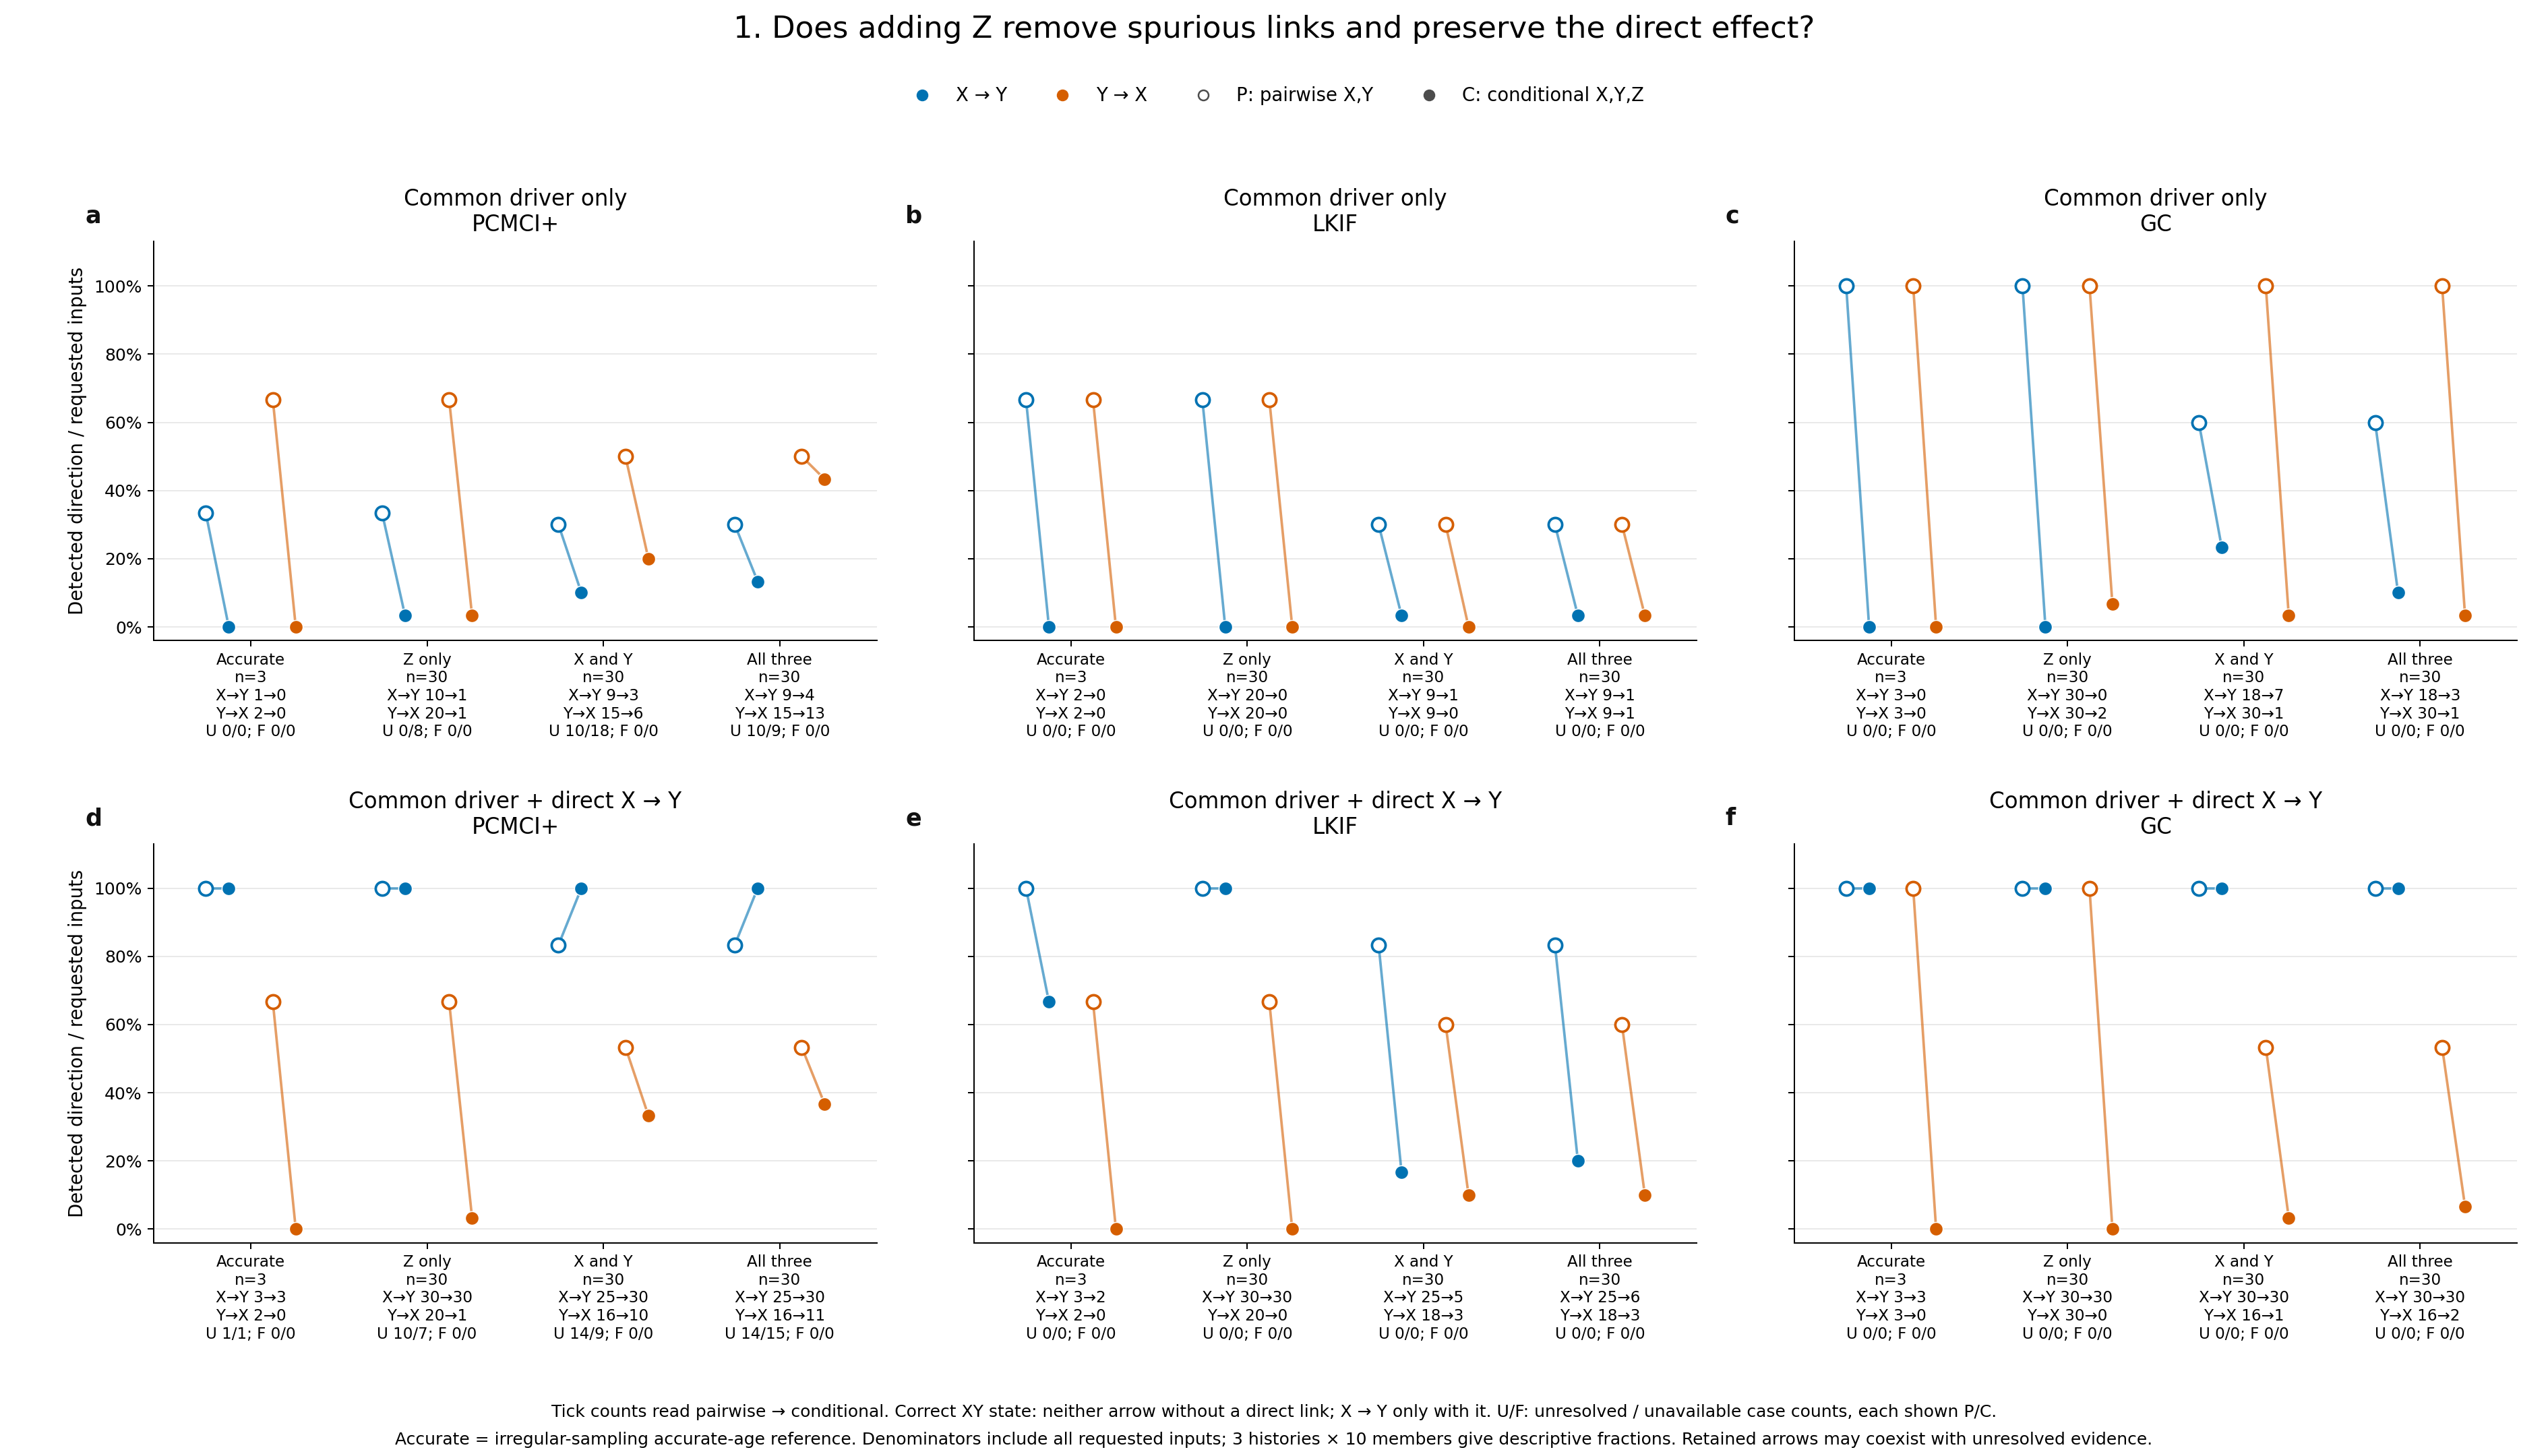 1. Does adding Z remove spurious links and preserve the direct effect?
X → Y
Y → X
P: pairwise X,Y
C: conditional X,Y,Z
a
Common driver only
PCMCI+
Detected direction / requested inputs
100%
80%
60%
40%
20%
0%
Accurate
n=3
X→Y 1→0
Y→X 2→0
U 0/0; F 0/0
Z only
n=30
X→Y 10→1
Y→X 20→1
U 0/8; F 0/0
X and Y
n=30
X→Y 9→3
Y→X 15→6
U 10/18; F 0/0
All three
n=30
X→Y 9→4
Y→X 15→13
U 10/9; F 0/0
b
Common driver only
LKIF
Accurate
n=3
X→Y 2→0
Y→X 2→0
U 0/0; F 0/0
Z only
n=30
X→Y 20→0
Y→X 20→0
U 0/0; F 0/0
X and Y
n=30
X→Y 9→1
Y→X 9→0
U 0/0; F 0/0
All three
n=30
X→Y 9→1
Y→X 9→1
U 0/0; F 0/0
c
Common driver only
GC
Accurate
n=3
X→Y 3→0
Y→X 3→0
U 0/0; F 0/0
Z only
n=30
X→Y 30→0
Y→X 30→2
U 0/0; F 0/0
X and Y
n=30
X→Y 18→7
Y→X 30→1
U 0/0; F 0/0
All three
n=30
X→Y 18→3
Y→X 30→1
U 0/0; F 0/0
d
Common driver + direct X → Y
PCMCI+
Detected direction / requested inputs
100%
80%
60%
40%
20%
0%
Accurate
n=3
X→Y 3→3
Y→X 2→0
U 1/1; F 0/0
Z only
n=30
X→Y 30→30
Y→X 20→1
U 10/7; F 0/0
X and Y
n=30
X→Y 25→30
Y→X 16→10
U 14/9; F 0/0
All three
n=30
X→Y 25→30
Y→X 16→11
U 14/15; F 0/0
e
Common driver + direct X → Y
LKIF
Accurate
n=3
X→Y 3→2
Y→X 2→0
U 0/0; F 0/0
Z only
n=30
X→Y 30→30
Y→X 20→0
U 0/0; F 0/0
X and Y
n=30
X→Y 25→5
Y→X 18→3
U 0/0; F 0/0
All three
n=30
X→Y 25→6
Y→X 18→3
U 0/0; F 0/0
f
Common driver + direct X → Y
GC
Accurate
n=3
X→Y 3→3
Y→X 3→0
U 0/0; F 0/0
Z only
n=30
X→Y 30→30
Y→X 30→0
U 0/0; F 0/0
X and Y
n=30
X→Y 30→30
Y→X 16→1
U 0/0; F 0/0
All three
n=30
X→Y 30→30
Y→X 16→2
U 0/0; F 0/0
Tick counts read pairwise → conditional. Correct XY state: neither arrow without a direct link; X → Y only with it. U/F: unresolved / unavailable case counts, each shown P/C.
Accurate = irregular-sampling accurate-age reference. Denominators include all requested inputs; 3 histories × 10 members give descriptive fractions. Retained arrows may coexist with unresolved evidence.